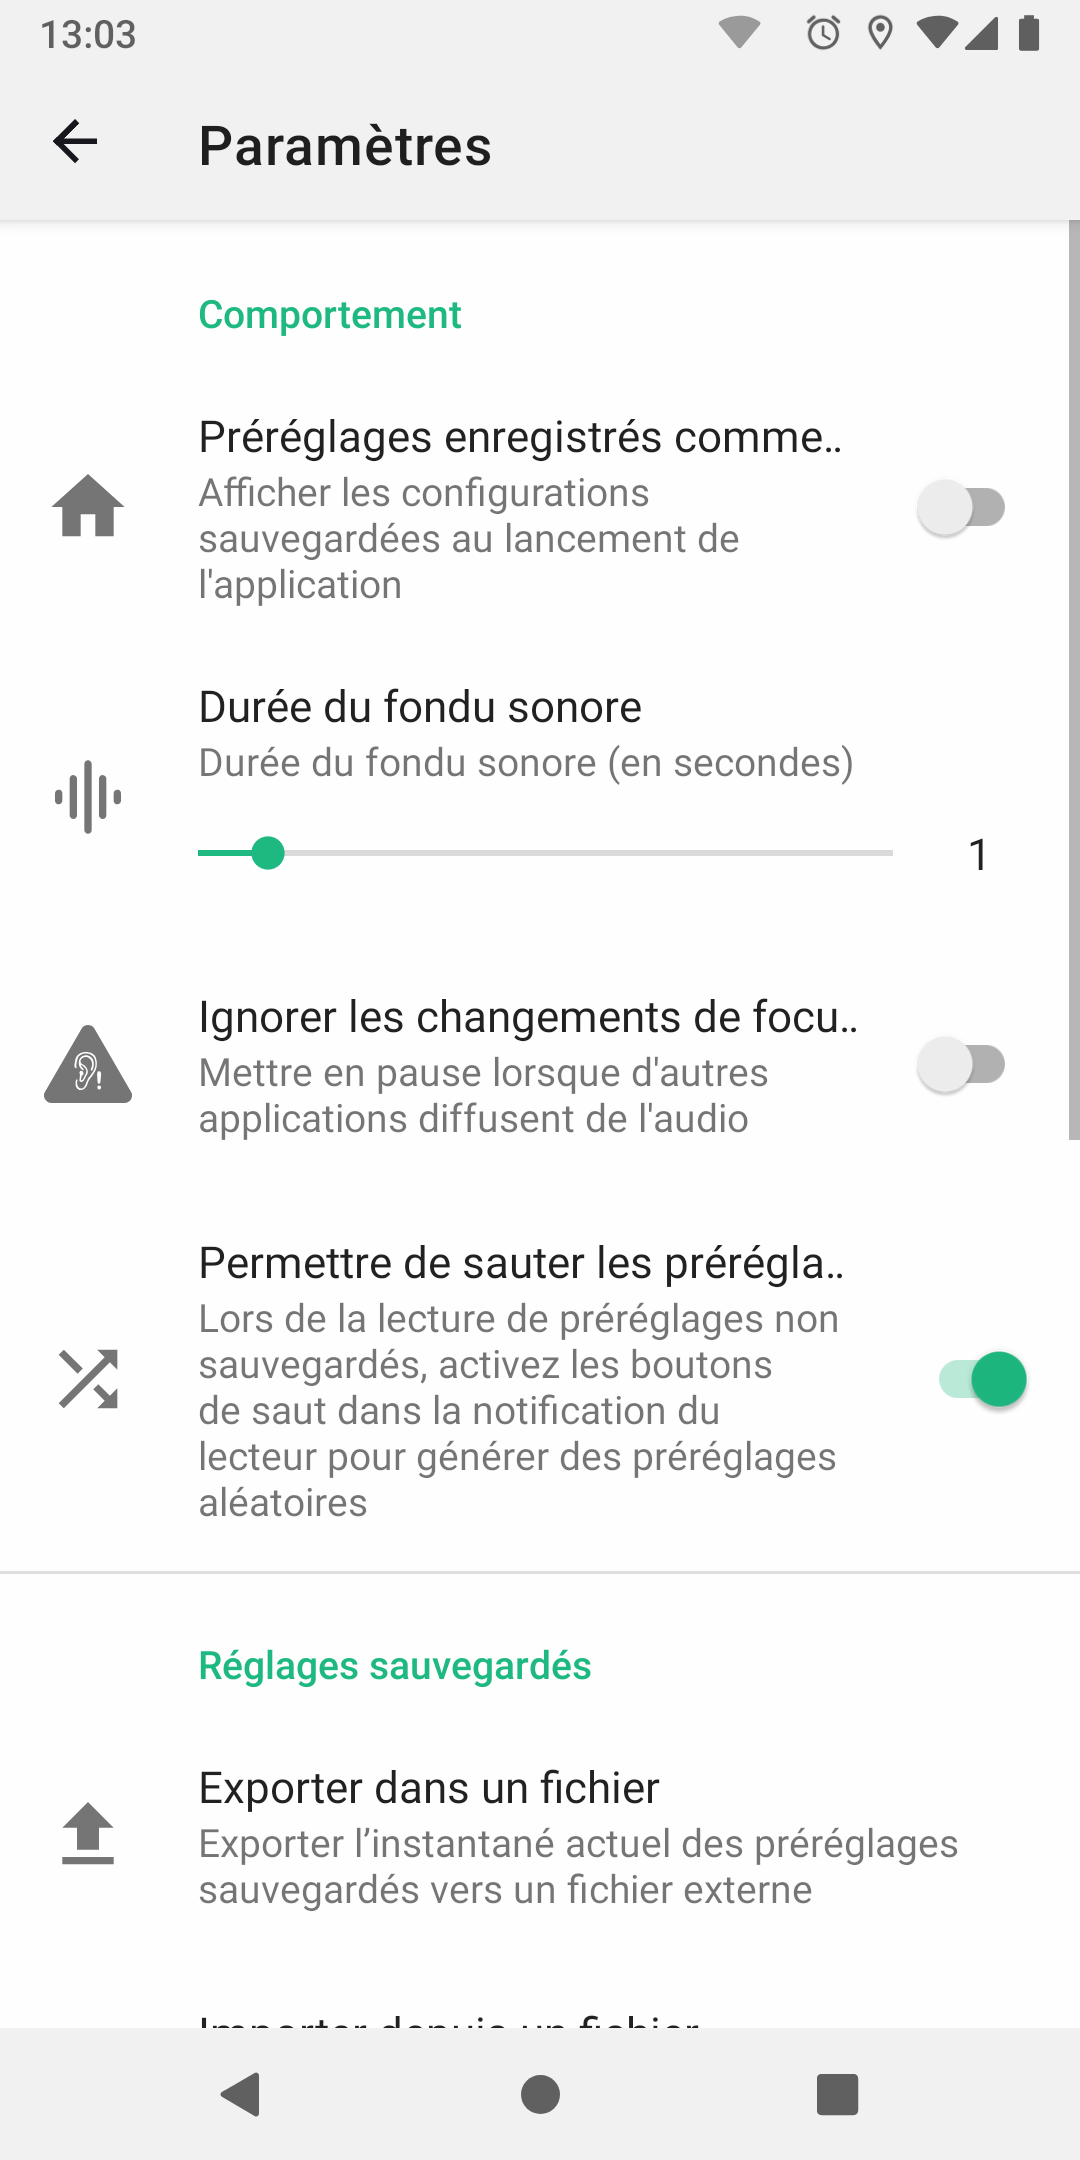 13:03
Paramètres
Comportement
Préréglages enregistrés comme..
Afficher les configurations
sauvegardées au lancement de
l'application
Durée du fondu sonore
Durée du fondu sonore (en secondes)
1
Ignorer les changements de focu..
Mettre en pause lorsque d'autres
applications diffusent de l'audio
Permettre de sauter les prérégla..
Lors de la lecture de préréglages non
sauvegardés, activez les boutons
de saut dans la notification du
lecteur pour générer des préréglages
aléatoires
Réglages sauvegardés
Exporter dans un fichier
Exporter l’instantané actuel des préréglages
sauvegardés vers un fichier externe
Importer depuis un fichier